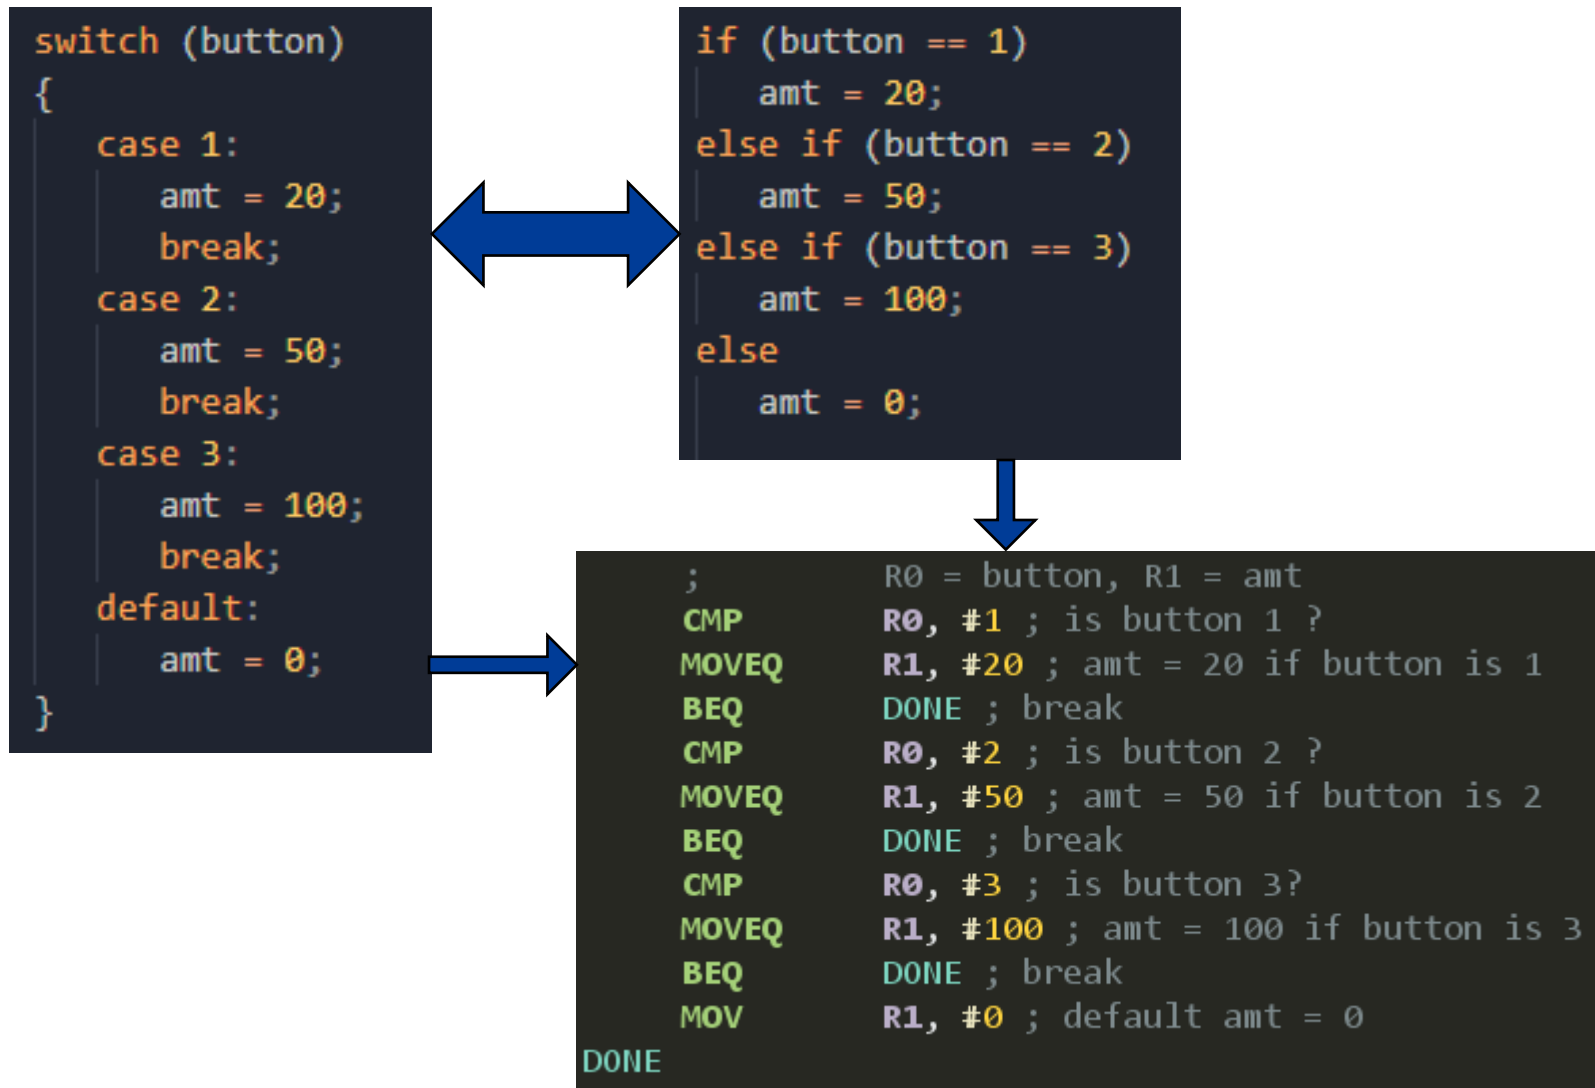 switch (button)
{
case 1:
amt = 20;
break;
case 2:
amt = 50;
break;
case 3:
amt = 100;
break;
default:
amt = 0;
}
if (button == 1)
amt = 20;
else if (button == 2)
amt = 50;
else if (button == 3)
amt = 100;
else
amt = 0;
; R0 = button, R1 = amt
CMP R0, #1 ; is button 1 ?
MOVEQ R1, #20 ; amt = 20 if button is 1
BEQ DONE ; break
CMP R0, #2 ; is button 2 ?
MOVEQ R1, #50 ; amt = 50 if button is 2
BEQ DONE ; break
CMP R0, #3 ; is button 3?
MOVEQ R1, #100 ; amt = 100 if button is 3
BEQ DONE ; break
MOV R1, #0 ; default amt = 0
DONE